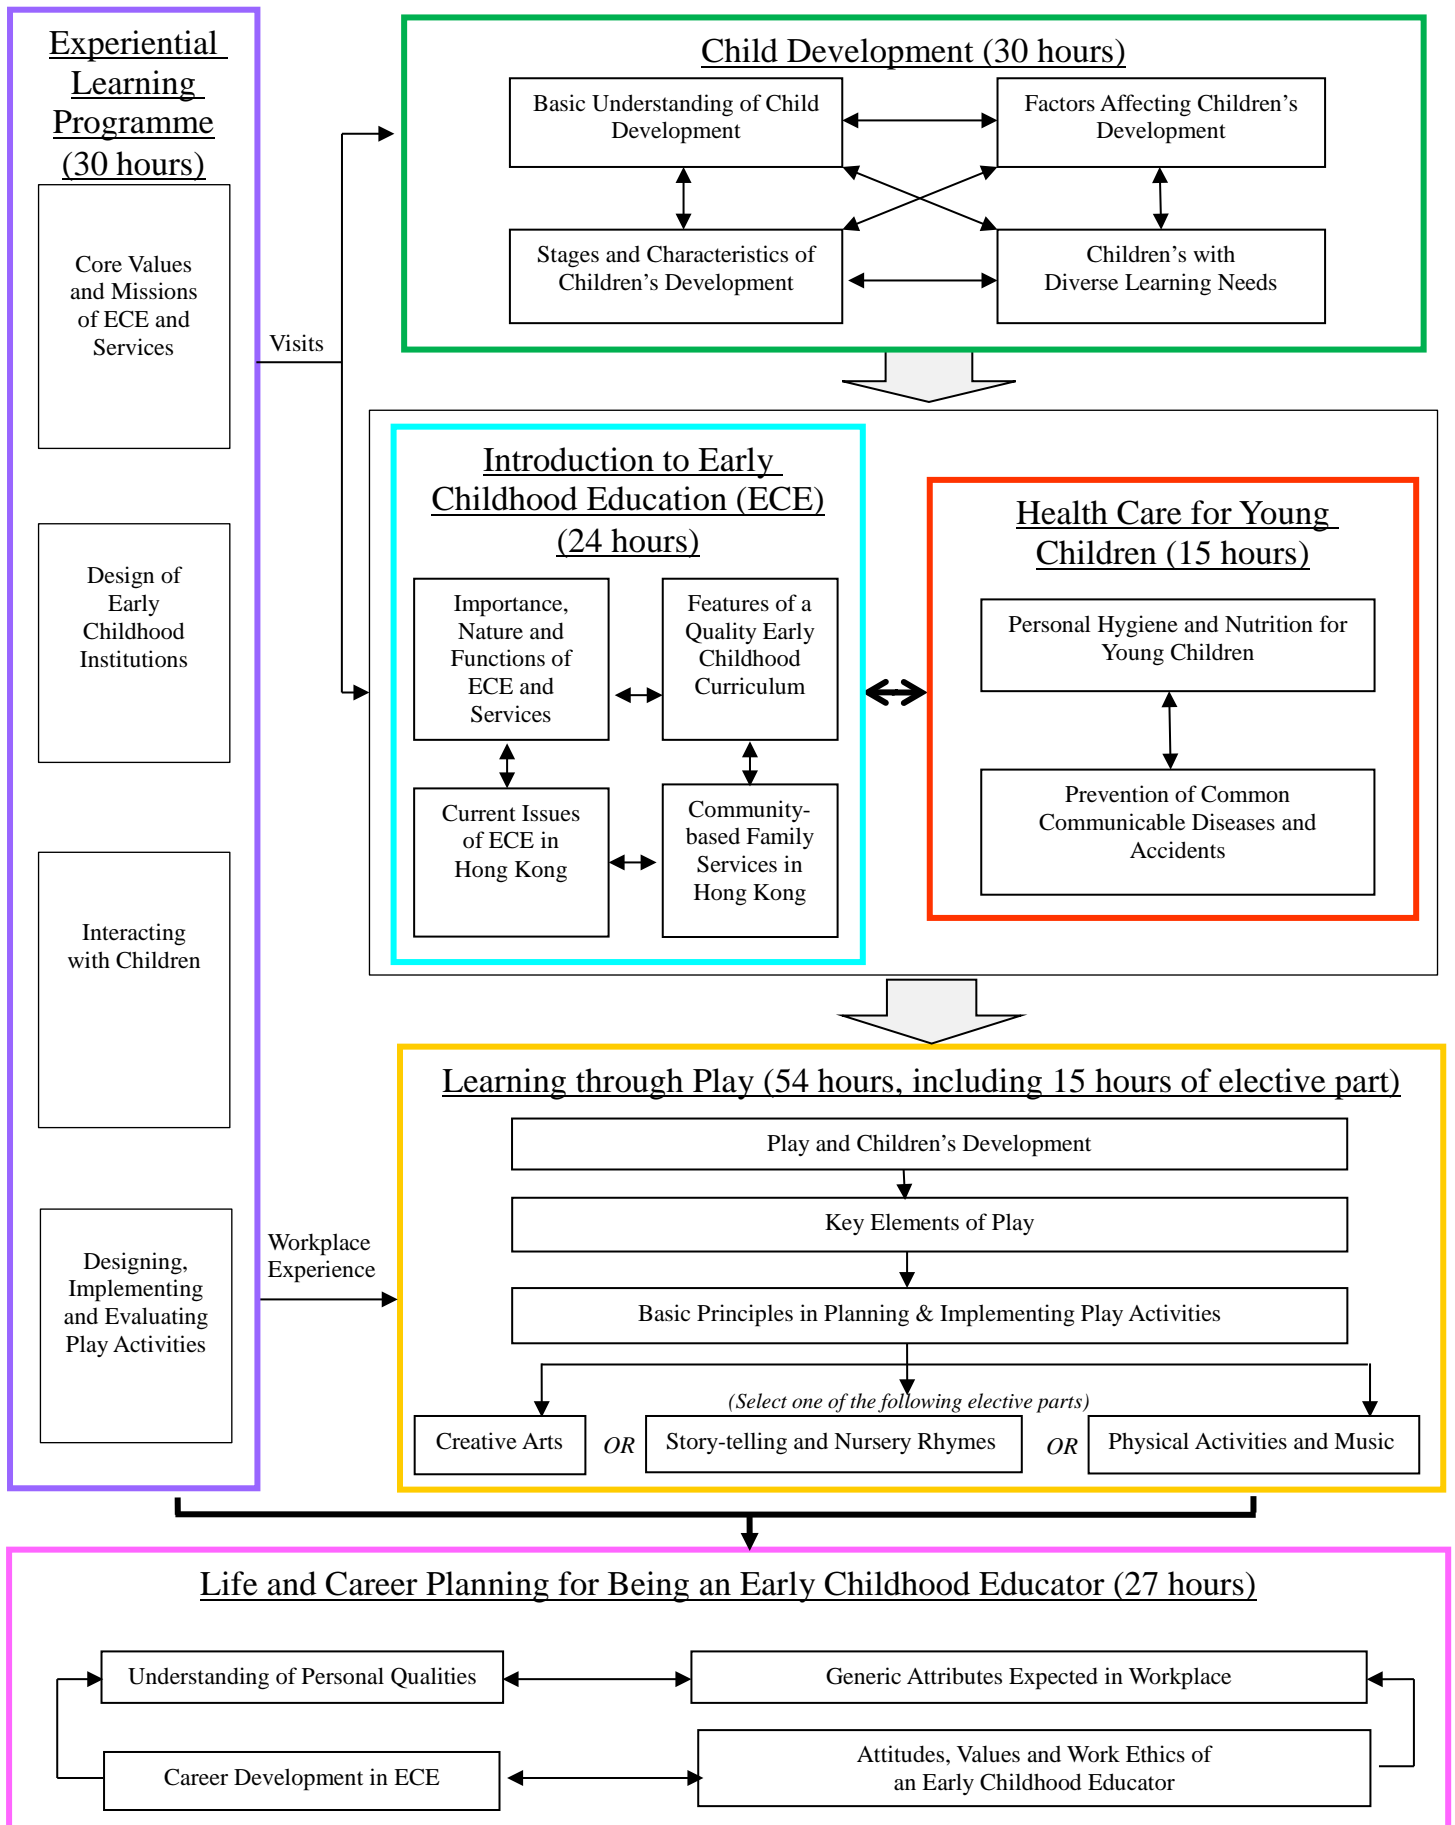 Experiential
Learning
Programme
(30 hours)
Core Values
and Missions
of ECE and
Services
Design of
Early
Childhood
Institutions
Interacting
with Children
Designing,
Implementing
and Evaluating
Play Activities
Visits
Workplace
Experience
Child Development (30 hours)
Basic Understanding of Child
Development
Factors Affecting Children’s
Development
Stages and Characteristics of
Children’s Development
Children’s with
Diverse Learning Needs
Introduction to Early
Childhood Education (ECE)
(24 hours)
Importance,
Nature and
Functions of
ECE and
Services
Features of a
Quality Early
Childhood
Curriculum
Current Issues
of ECE in
Hong Kong
Community-
based Family
Services in
Hong Kong
Health Care for Young
Children (15 hours)
Personal Hygiene and Nutrition for
Young Children
Prevention of Common
Communicable Diseases and
Accidents
Learning through Play (54 hours, including 15 hours of elective part)
Play and Children’s Development
Key Elements of Play
Basic Principles in Planning & Implementing Play Activities
(Select one of the following elective parts)
Creative Arts
OR
Story-telling and Nursery Rhymes
OR
Physical Activities and Music
Life and Career Planning for Being an Early Childhood Educator (27 hours)
Understanding of Personal Qualities
Generic Attributes Expected in Workplace
Career Development in ECE
Attitudes, Values and Work Ethics of
an Early Childhood Educator